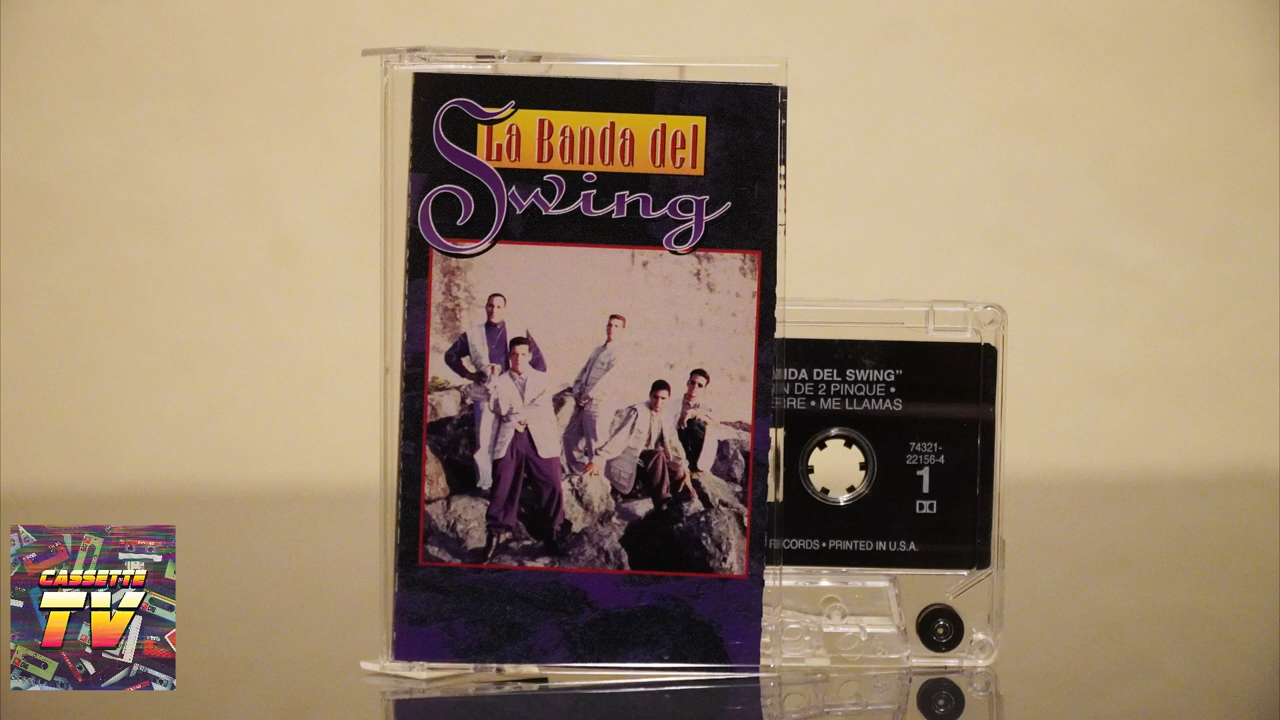 La Banda del
Swing
NDA DEL SWING"
N DE 2 PINQUE •
RRE • ME LLAMAS
74321-
22156-4
1
RECORDS • PRINTED IN U.S.A.
CASSETTE
TV